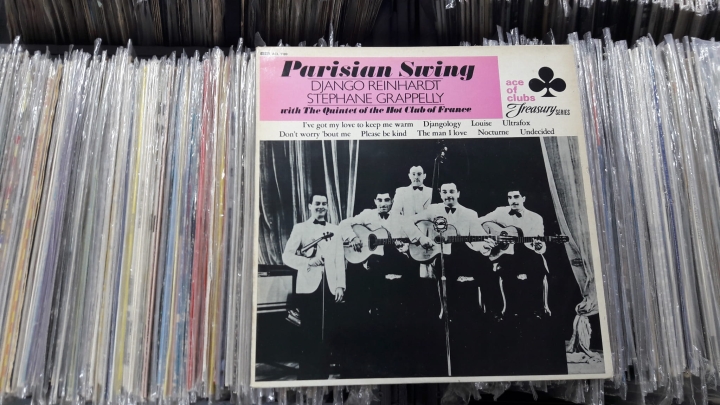 Parisian Swing
DJANGO REINHARDT
STEPHANE GRAPPELLY
with The Quintet of the Hot Club of France
ace
of
clubs
Treasury SERIES
I've got my love to keep me warm Djangology Louise Ultrafox
Don't worry 'bout me Please be kind The man I love Nocturne Undecided